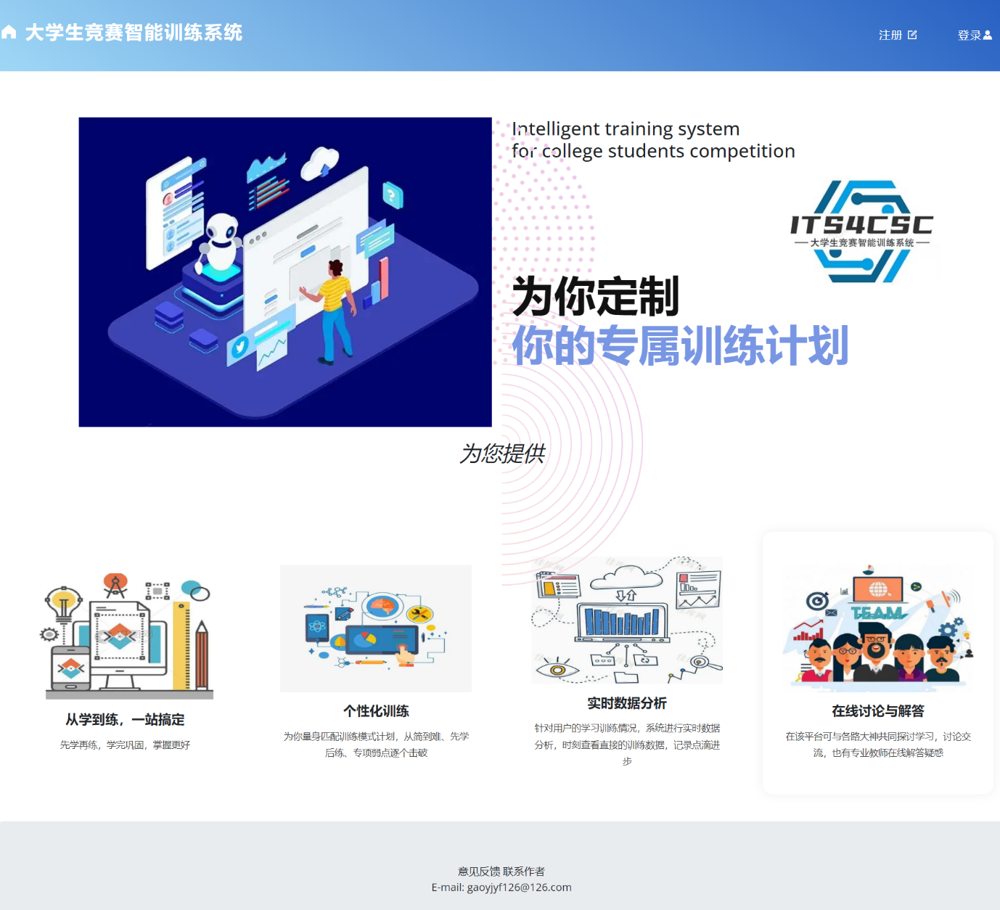 大学生竞赛智能训练系统
注册
登录
Intelligent training system
for college students competition
ITS4CSC
大学生竞赛智能训练系统
为你定制
你的专属训练计划
为您提供
TEAM
从学到练，一站搞定
先学再练，学完巩固，掌握更好
个性化训练
为你量身匹配训练模式计划，从简到难、先学
后练、专项弱点逐个击破
实时数据分析
针对用户的学习训练情况，系统进行实时数据
分析，时刻查看直接的训练数据，记录点滴进
步
在线讨论与解答
在该平台可与各路大神共同探讨学习，讨论交
流，也有专业教师在线解答疑惑
意见反馈 联系作者
E-mail: gaoyjyf126@126.com